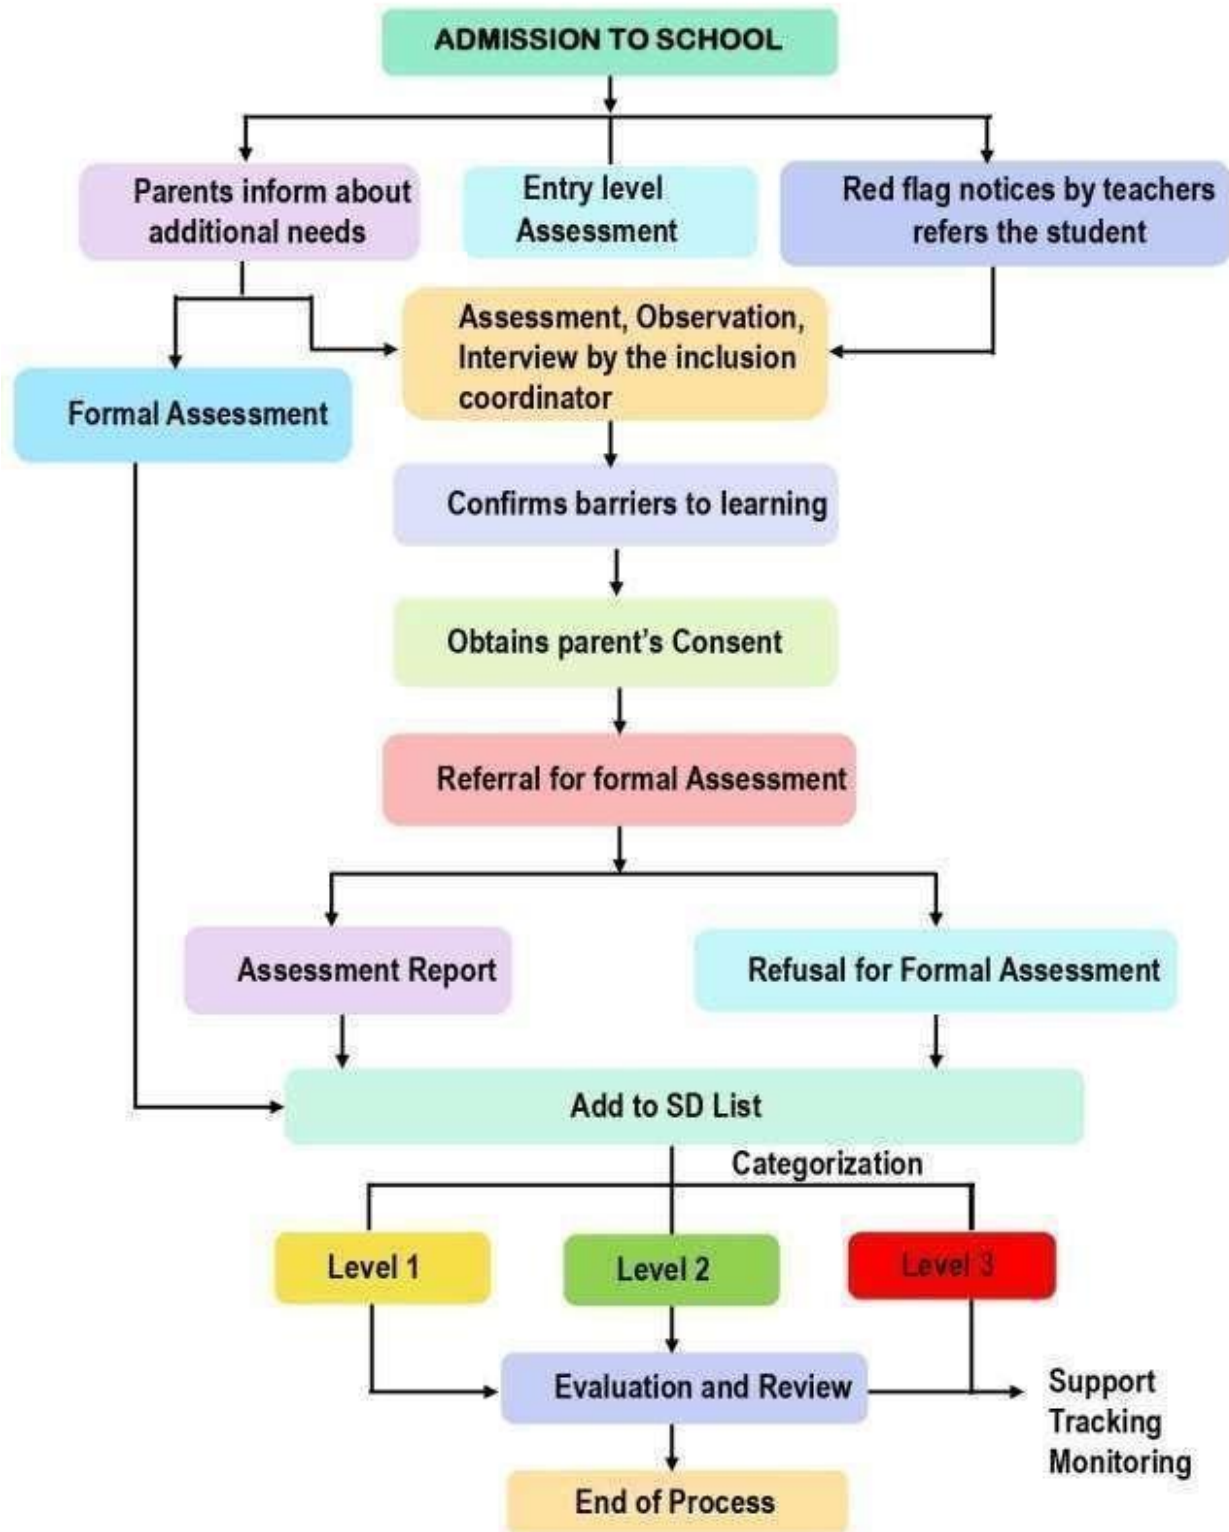 ADMISSION TO SCHOOL
Parents inform about
additional needs
Entry level
Assessment
Red flag notices by teachers
refers the student
Assessment, Observation,
Interview by the inclusion
coordinator
Formal Assessment
Confirms barriers to learning
Obtains parent's Consent
Referral for formal Assessment
Assessment Report
Refusal for Formal Assessment
Add to SD List
Categorization
Level 1
Level 2
Level 3
Evaluation and Review
Support
Tracking
Monitoring
End of Process